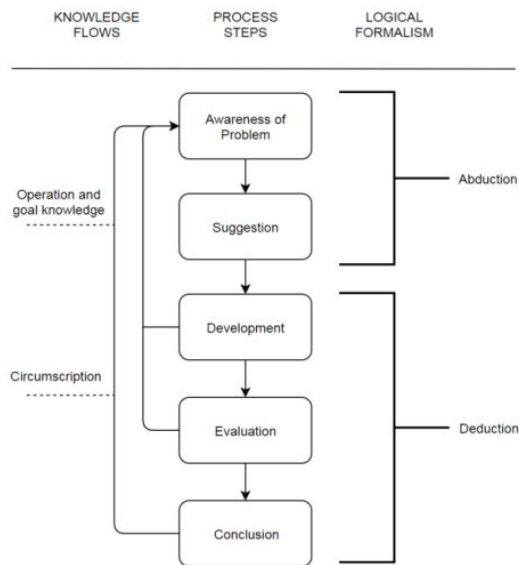 KNOWLEDGE
FLOWS
PROCESS
STEPS
LOGICAL
FORMALISM
Awareness of
Problem
Operation and
goal knowledge
Abduction
Suggestion
Development
Circumscription
Evaluation
Deduction
Conclusion